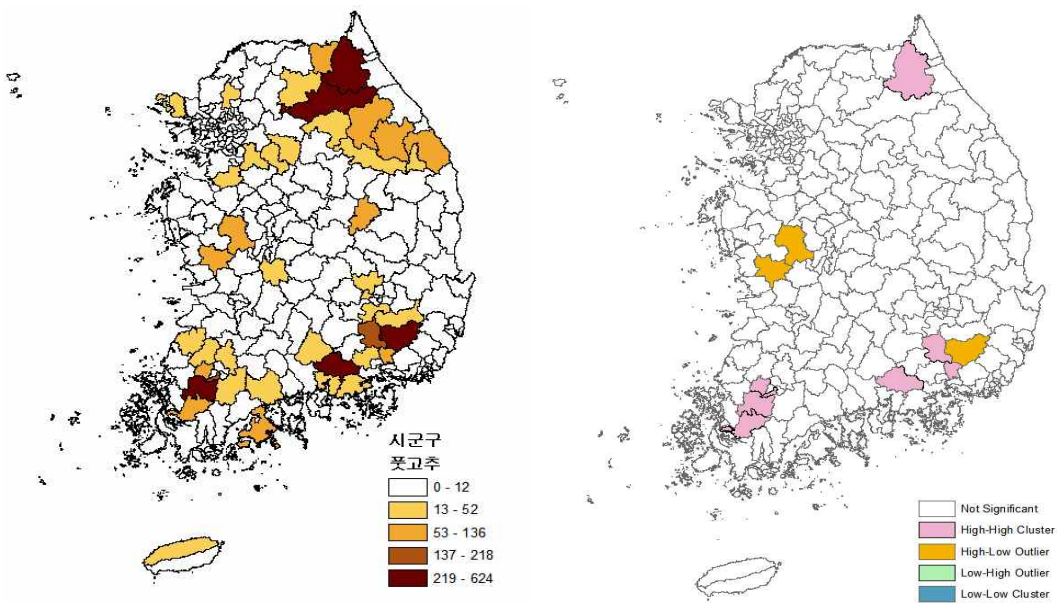 시군구
풋고추
0 - 12
13 - 52
53 - 136
137 - 218
219 - 624
Not Significant
High-High Cluster
High-Low Outlier
Low-High Outlier
Low-Low Cluster